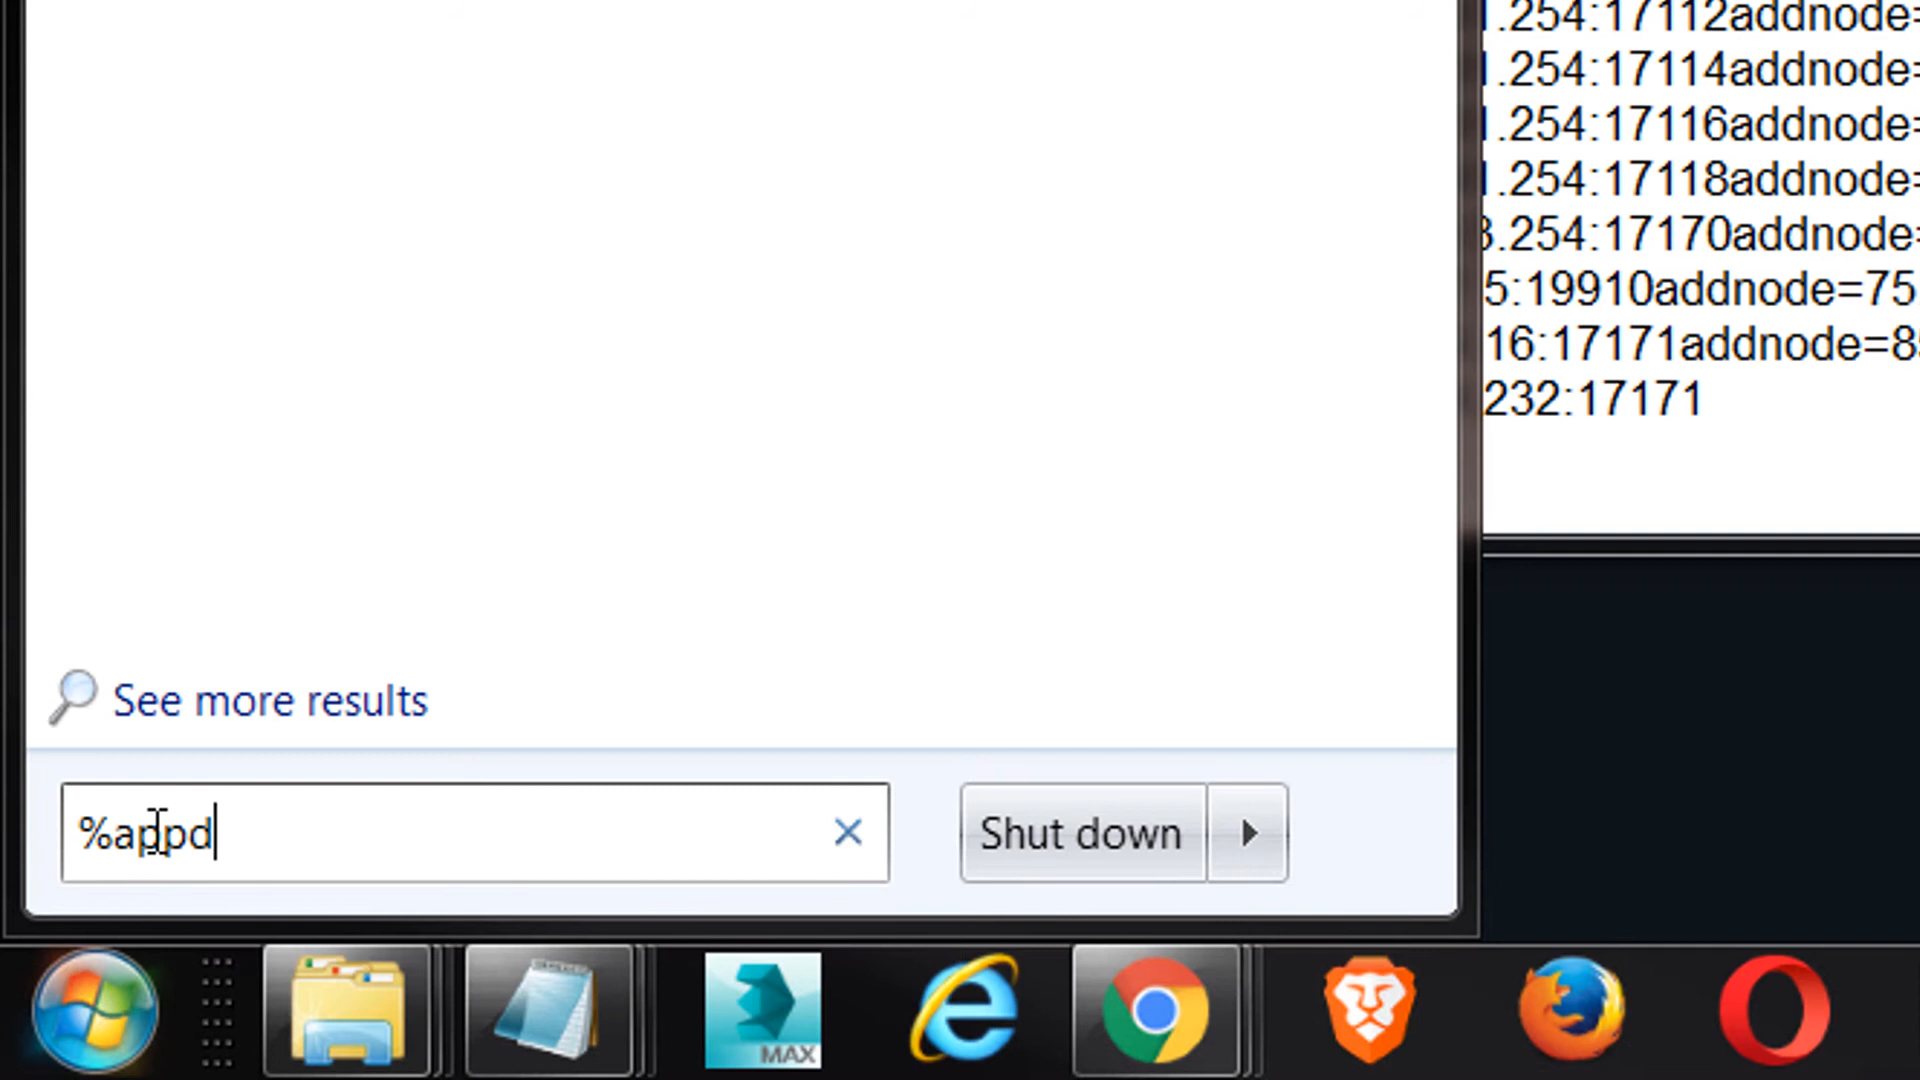 .254:17112addnode=
.254:17114addnode=
.254:17116addnode=
.254:17118addnode=
3.254:17170addnode=
5:19910addnode=75
16:17171addnode=8
232:17171
See more results
%appd
Shut down
MAX